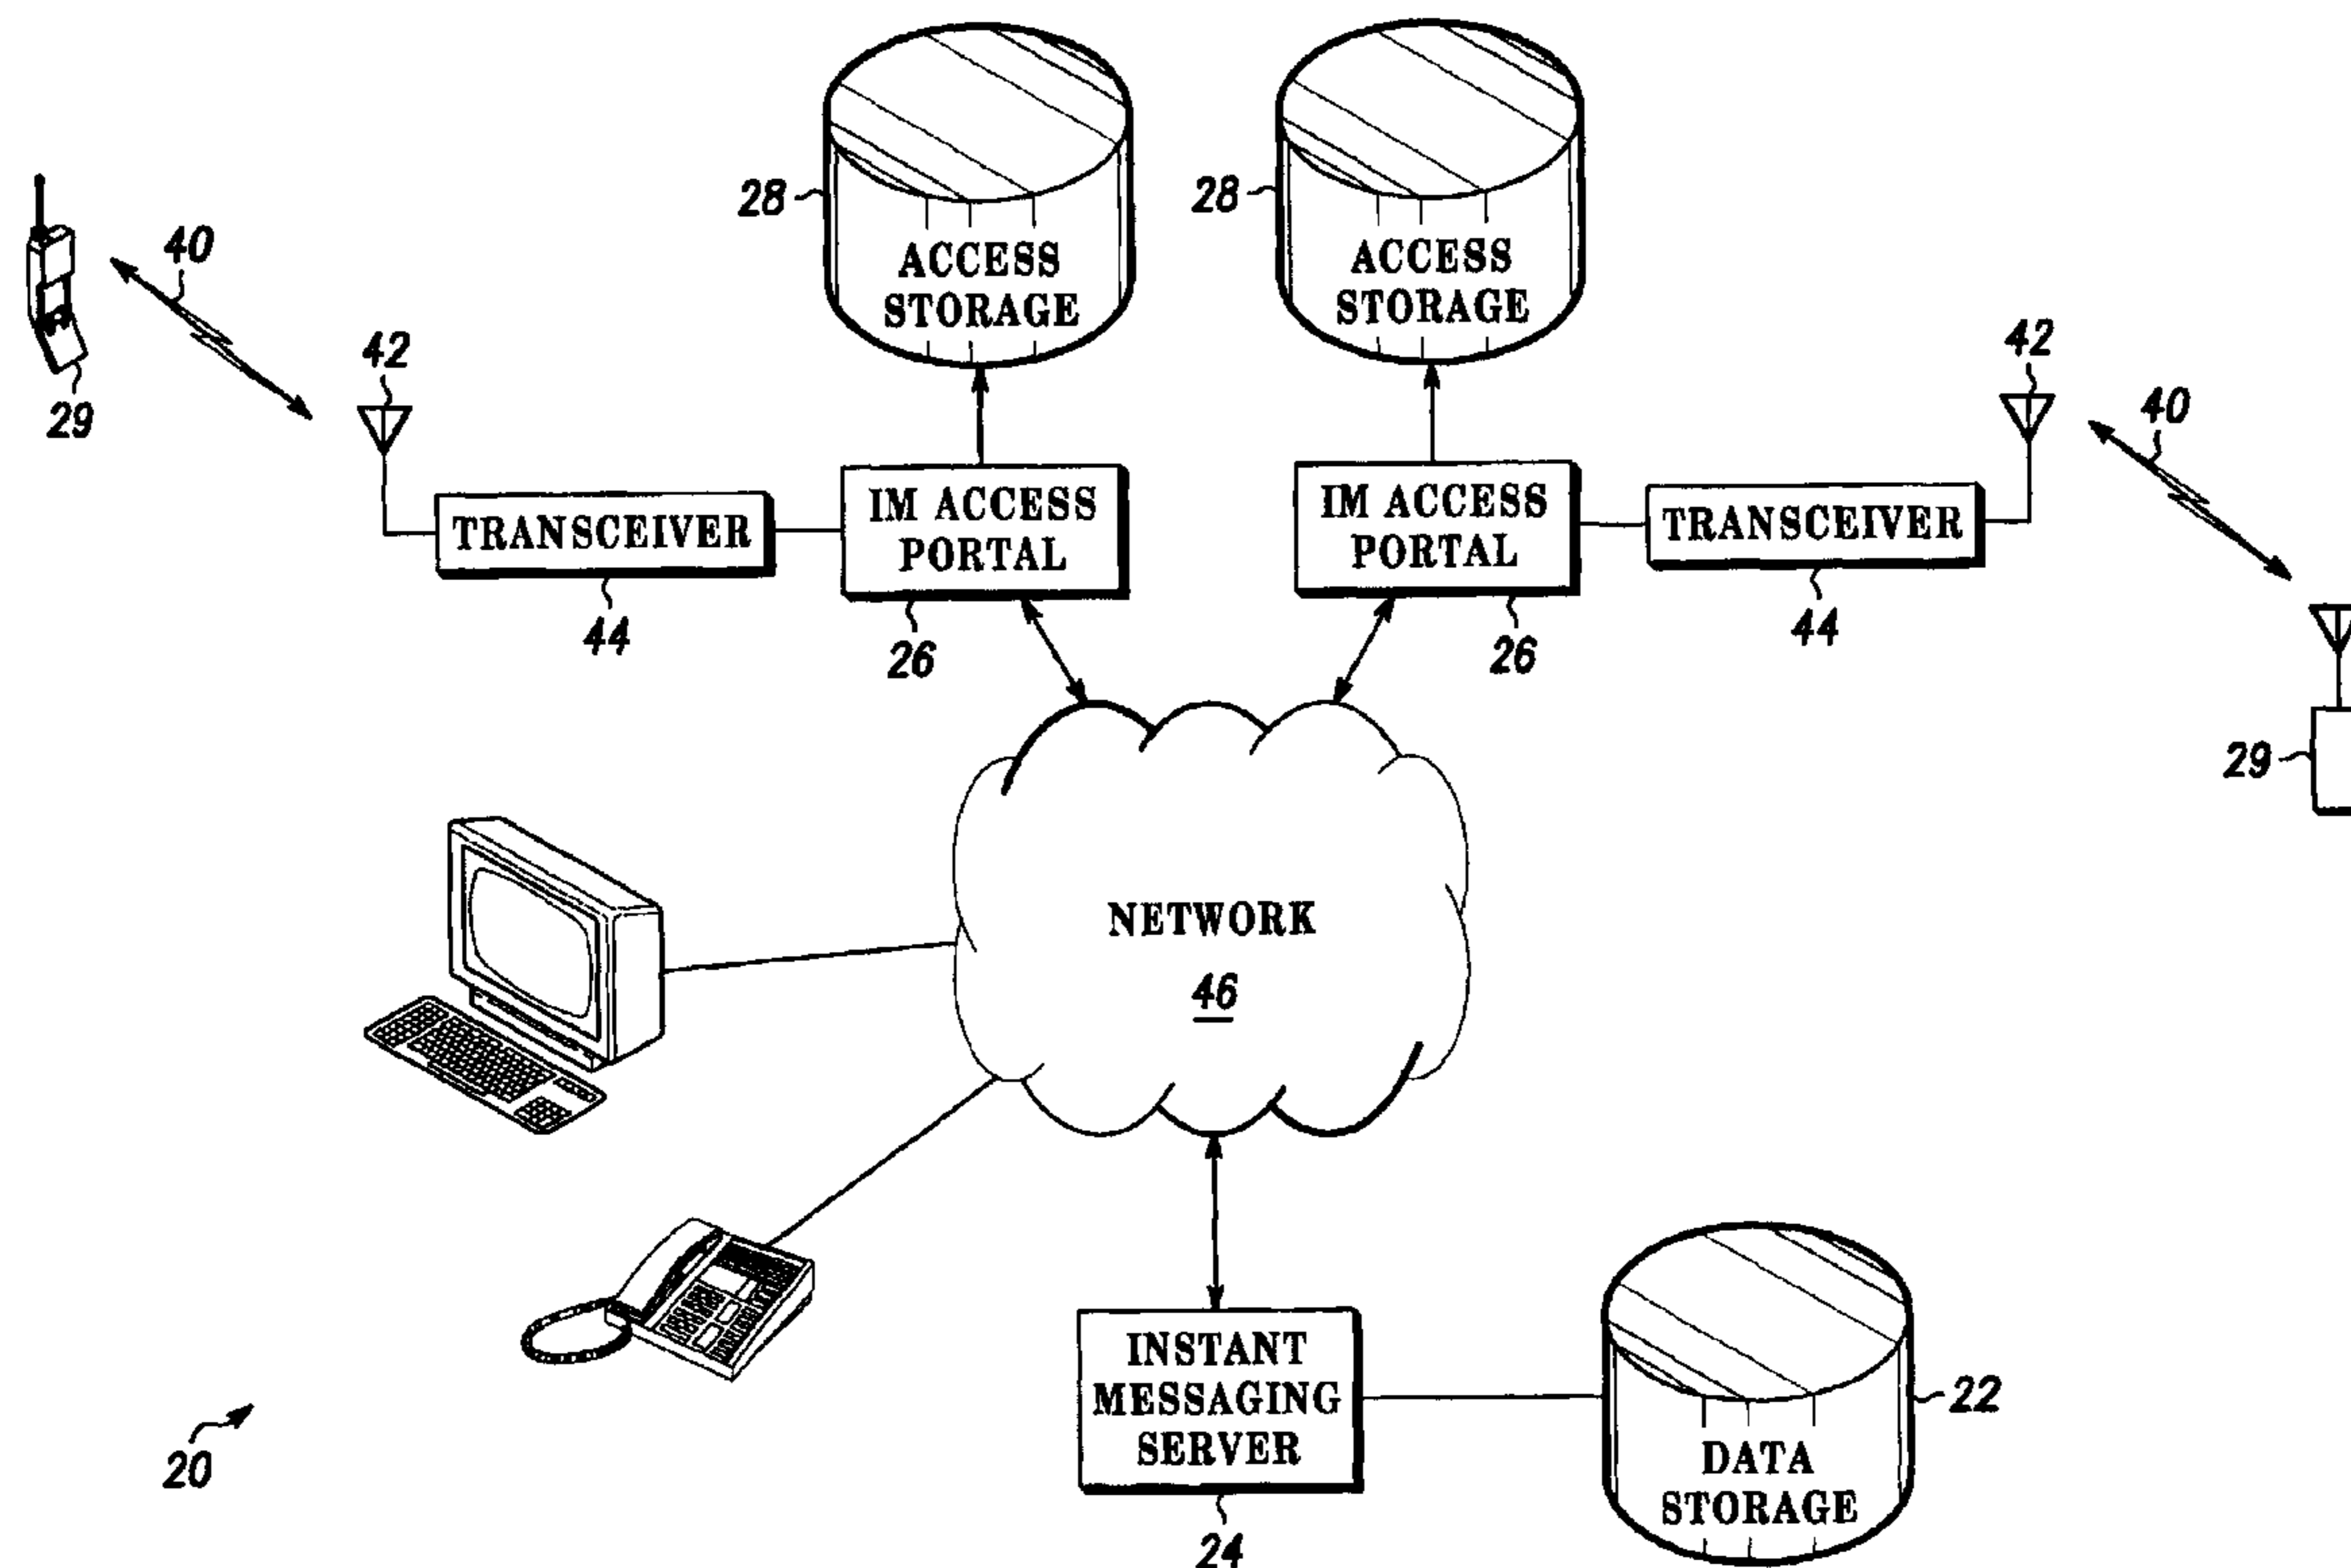 28
28
ACCESS
STORAGE
ACCESS
STORAGE
40
42
29
42
40
TRANSCEIVER
IM ACCESS
PORTAL
IM ACCESS
PORTAL
TRANSCEIVER
44
26
26
44
29
NETWORK
46
INSTANT
MESSAGING
SERVER
22
DATA
STORAGE
20
24